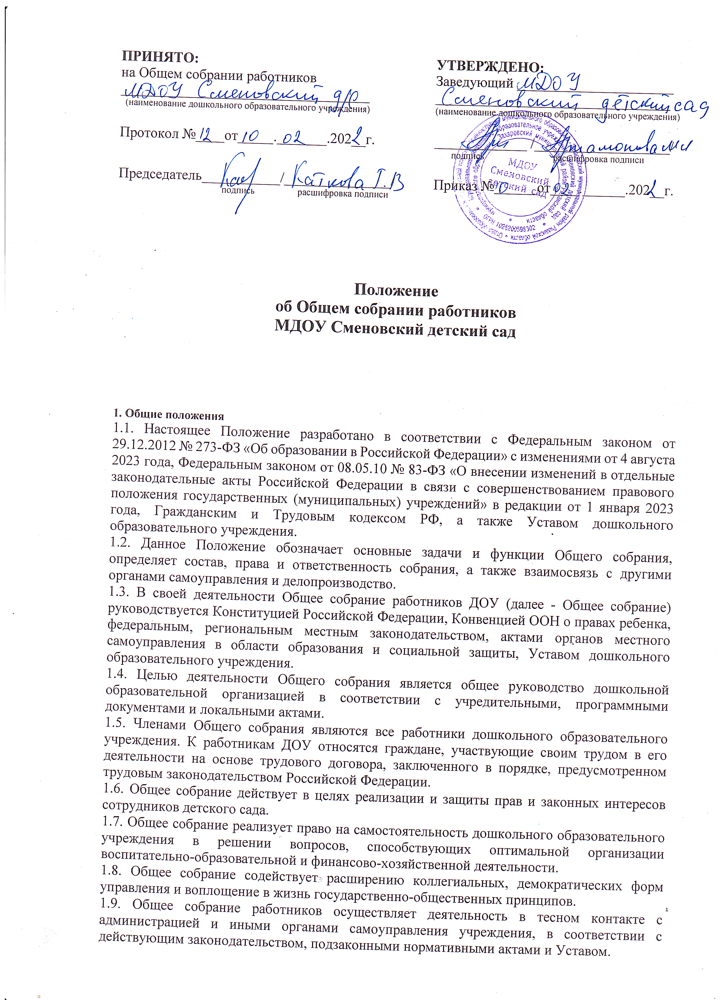 ПРИНЯТО:
на Общем собрании работников
МДОУ Сменовский д/с
(наименование дошкольного образовательного учреждения)
Протокол № 12 от 10 . 02 .2022 г.
Председатель / Каткова Т.В
подпись расшифровка подписи
УТВЕРЖДЕНО:
Заведующий МДОУ
Сменовский детский сад
(наименование дошкольного образовательного учреждения)
/ Артамонова М А
подпись расшифровка подписи
Приказ № 10 от 02 .2022 г.
МДОУ
Сменовский
детский сад
ОГРН 1026200598302
Положение
об Общем собрании работников
МДОУ Сменовский детский сад
1. Общие положения
1.1. Настоящее Положение разработано в соответствии с Федеральным законом от
29.12.2012 № 273-ФЗ «Об образовании в Российской Федерации» с изменениями от 4 августа
2023 года, Федеральным законом от 08.05.10 № 83-ФЗ «О внесении изменений в отдельные
законодательные акты Российской Федерации в связи с совершенствованием правового
положения государственных (муниципальных) учреждений» в редакции от 1 января 2023
года, Гражданским и Трудовым кодексом РФ, а также Уставом дошкольного
образовательного учреждения.
1.2. Данное Положение обозначает основные задачи и функции Общего собрания,
определяет состав, права и ответственность собрания, а также взаимосвязь с другими
органами самоуправления и делопроизводство.
1.3. В своей деятельности Общее собрание работников ДОУ (далее - Общее собрание)
руководствуется Конституцией Российской Федерации, Конвенцией ООН о правах ребенка,
федеральным, региональным местным законодательством, актами органов местного
самоуправления в области образования и социальной защиты, Уставом дошкольного
образовательного учреждения.
1.4. Целью деятельности Общего собрания является общее руководство дошкольной
образовательной организацией в соответствии с учредительными, программными
документами и локальными актами.
1.5. Членами Общего собрания являются все работники дошкольного образовательного
учреждения. К работникам ДОУ относятся граждане, участвующие своим трудом в его
деятельности на основе трудового договора, заключенного в порядке, предусмотренном
трудовым законодательством Российской Федерации.
1.6. Общее собрание действует в целях реализации и защиты прав и законных интересов
сотрудников детского сада.
1.7. Общее собрание реализует право на самостоятельность дошкольного образовательного
учреждения в решении вопросов, способствующих оптимальной организации
воспитательно-образовательной и финансово-хозяйственной деятельности.
1.8. Общее собрание содействует расширению коллегиальных, демократических форм
управления и воплощение в жизнь государственно-общественных принципов.
1.9. Общее собрание работников осуществляет деятельность в тесном контакте с
администрацией и иными органами самоуправления учреждения, в соответствии с
действующим законодательством, подзаконными нормативными актами и Уставом.
1